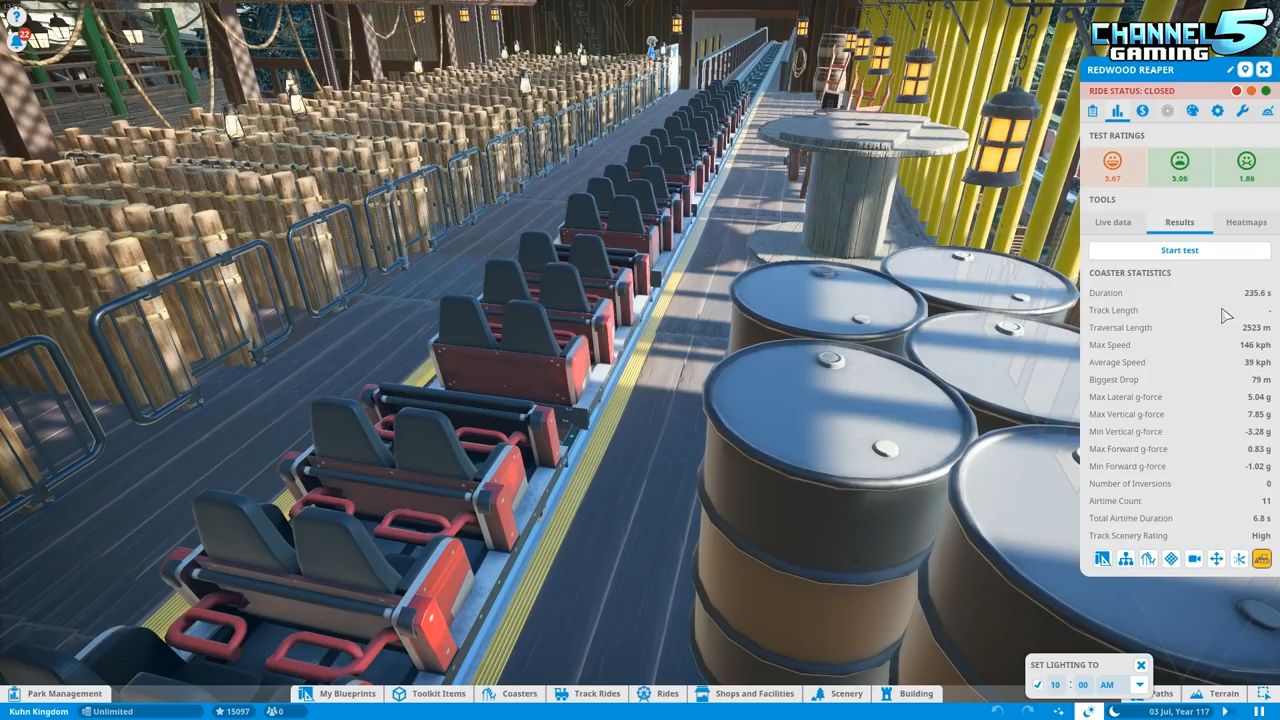 22
CHANNEL 5
GAMING
REDWOOD REAPER
RIDE STATUS: CLOSED
TEST RATINGS
5.67 5.06 1.86
TOOLS
Live data Results Heatmaps
Start test
COASTER STATISTICS
Duration 235.6 s
Track Length -
Traversal Length 2523 m
Max Speed 146 kph
Average Speed 39 kph
Biggest Drop 79 m
Max Lateral g-force 5.04 g
Max Vertical g-force 7.85 g
Min Vertical g-force -3.28 g
Max Forward g-force 0.83 g
Min Forward g-force -1.02 g
Number of Inversions 0
Airtime Count 11
Total Airtime Duration 6.8 s
Track Scenery Rating High
SET LIGHTING TO
10 : 00 AM
Park Management My Blueprints Toolkit Items Coasters Track Rides Rides Shops and Facilities Scenery Building Paths Terrain
Kuhn Kingdom Unlimited 15097 0 03 Jul, Year 117